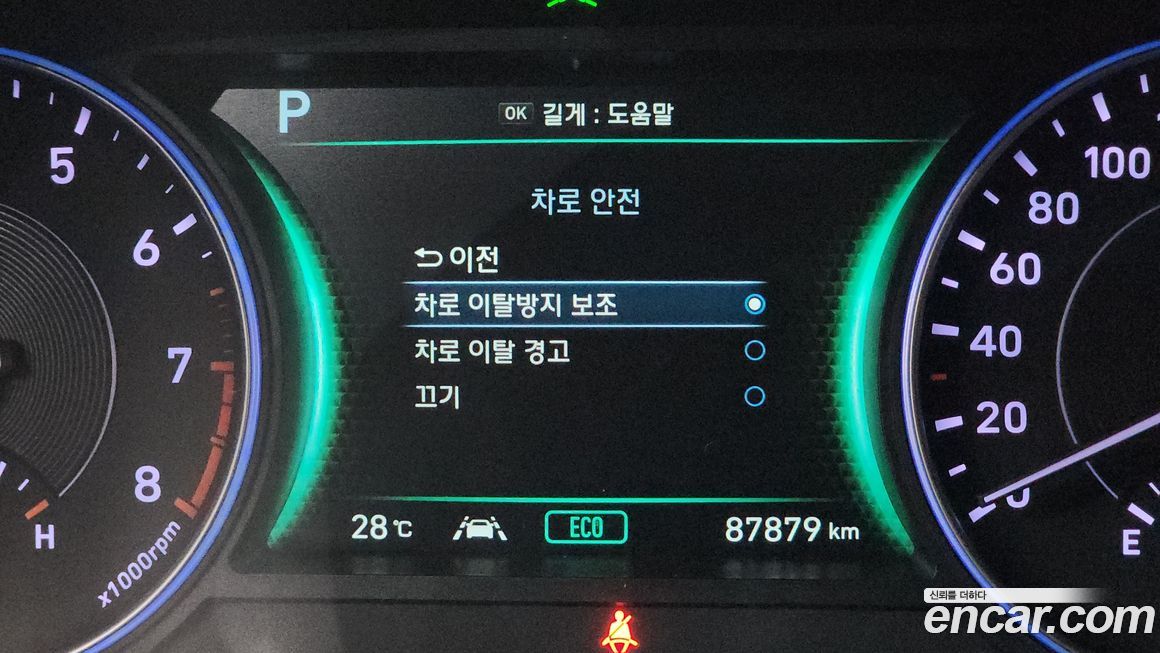 P
OK 길게 : 도움말
차로 안전
이전
차로 이탈방지 보조
차로 이탈 경고
끄기
28 ℃
ECO
87879 km
5
6
7
8
H
x1000rpm
100
80
60
40
20
0
E
신뢰를 더하다
encar.com